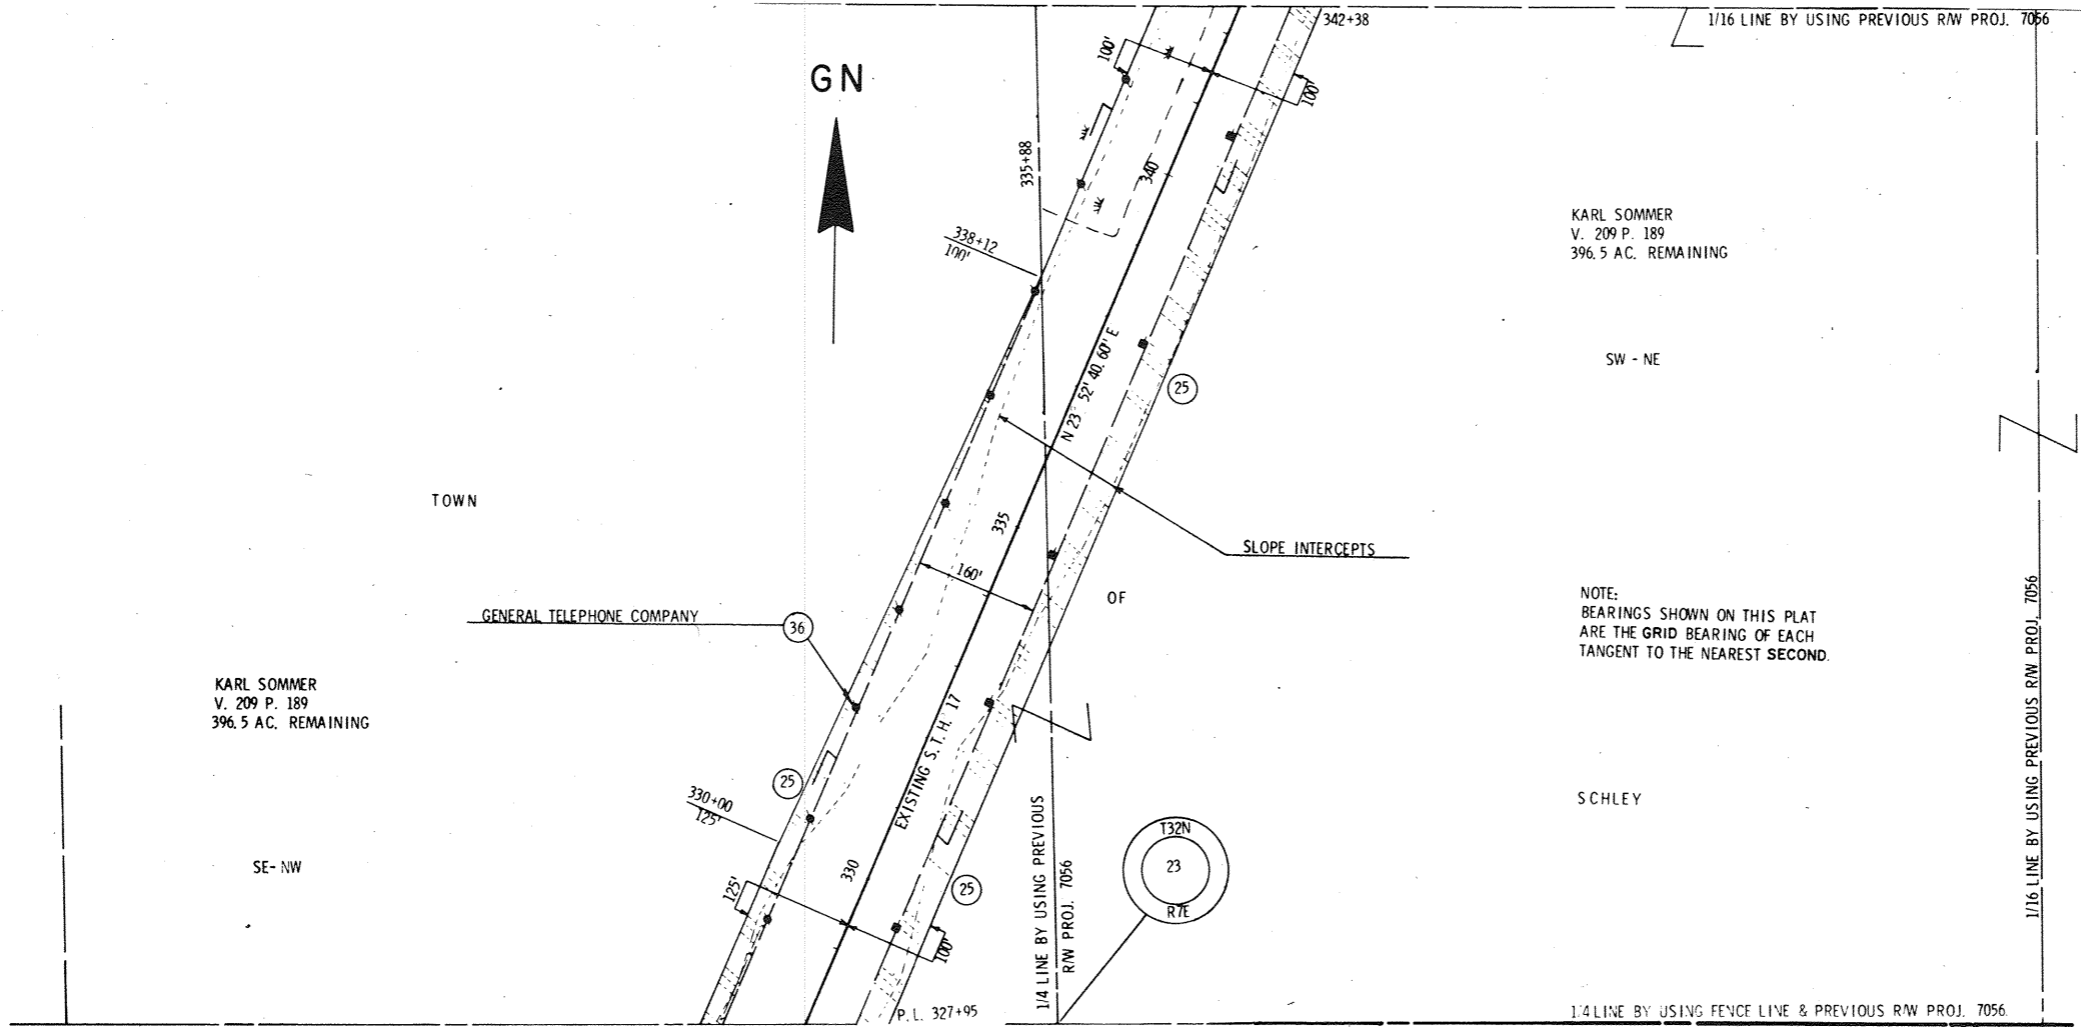 342+38
1/16 LINE BY USING PREVIOUS R/W PROJ. 7056
GN
100'
100'
335+88
340
338+12
100'
KARL SOMMER
V. 209 P. 189
396.5 AC. REMAINING
SW - NE
N 23° 52' 40.60" E
25
TOWN
335
SLOPE INTERCEPTS
160'
OF
GENERAL TELEPHONE COMPANY
36
NOTE:
BEARINGS SHOWN ON THIS PLAT
ARE THE GRID BEARING OF EACH
TANGENT TO THE NEAREST SECOND.
KARL SOMMER
V. 209 P. 189
396.5 AC. REMAINING
EXISTING S.T.H. 17
25
330+00
125'
SCHLEY
1/16 LINE BY USING PREVIOUS R/W PROJ. 7056
1/4 LINE BY USING PREVIOUS
R/W PROJ. 7056
T32N
23
R7E
SE- NW
330
125'
25
100'
P.L. 327+95
1/4 LINE BY USING FENCE LINE & PREVIOUS R/W PROJ. 7056.